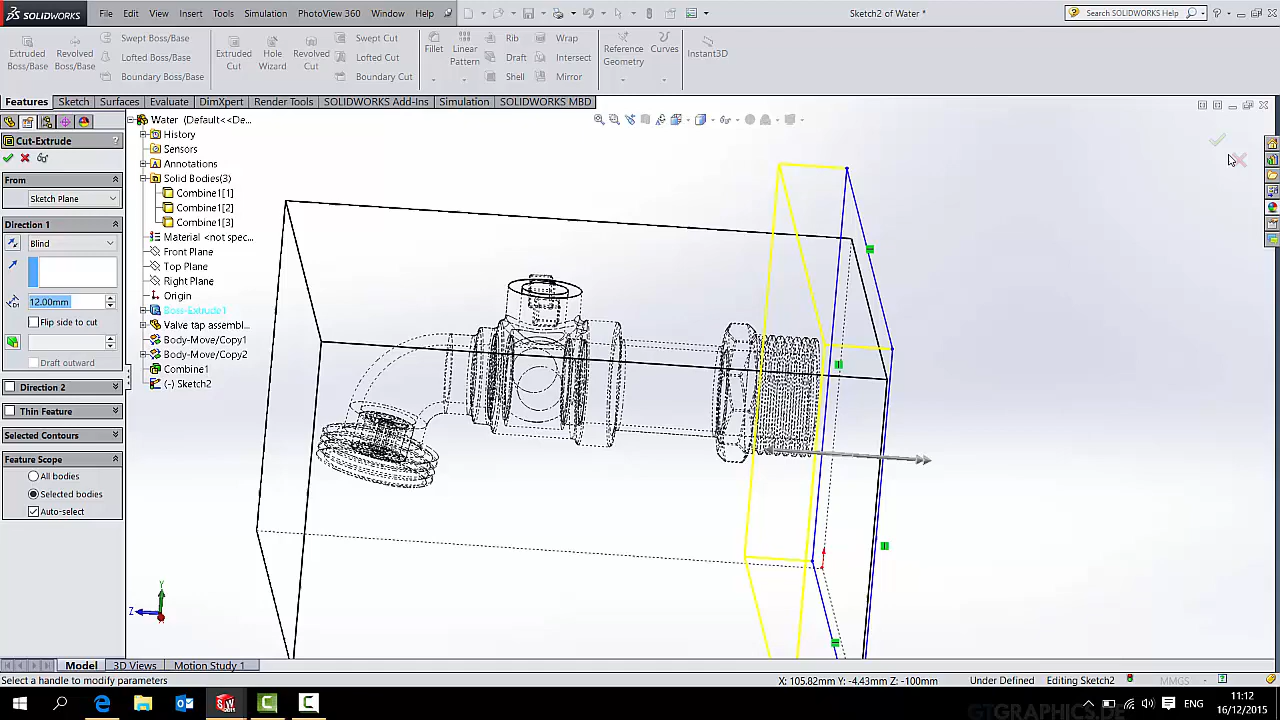 SOLIDWORKS File Edit View Insert Tools Simulation PhotoView 360 Window Help Sketch2 of Water * Search SOLIDWORKS Help
Extruded Boss/Base Revolved Boss/Base Swept Boss/Base Lofted Boss/Base Boundary Boss/Base Extruded Cut Hole Wizard Revolved Cut Swept Cut Lofted Cut Boundary Cut Fillet Linear Pattern Rib Draft Shell Wrap Intersect Mirror Reference Geometry Curves Instant3D
Features Sketch Surfaces Evaluate DimXpert Render Tools SOLIDWORKS Add-Ins Simulation SOLIDWORKS MBD
Cut-Extrude ?
From
Sketch Plane
Direction 1
Blind
12.00mm
Flip side to cut
Draft outward
Direction 2
Thin Feature
Selected Contours
Feature Scope
All bodies
Selected bodies
Auto-select
Water (Default<<De...
History
Sensors
Annotations
Solid Bodies(3)
Combine1[1]
Combine1[2]
Combine1[3]
Material <not spec...
Front Plane
Top Plane
Right Plane
Origin
Boss-Extrude1
Valve tap assembl...
Body-Move/Copy1
Body-Move/Copy2
Combine1
(-) Sketch2
Y
Z
Model 3D Views Motion Study 1
Select a handle to modify parameters X: 105.82mm Y: -4.43mm Z: -100mm Under Defined Editing Sketch2 MMGS
ENG 11:12
16/12/2015
GTGRAPHICS.DE